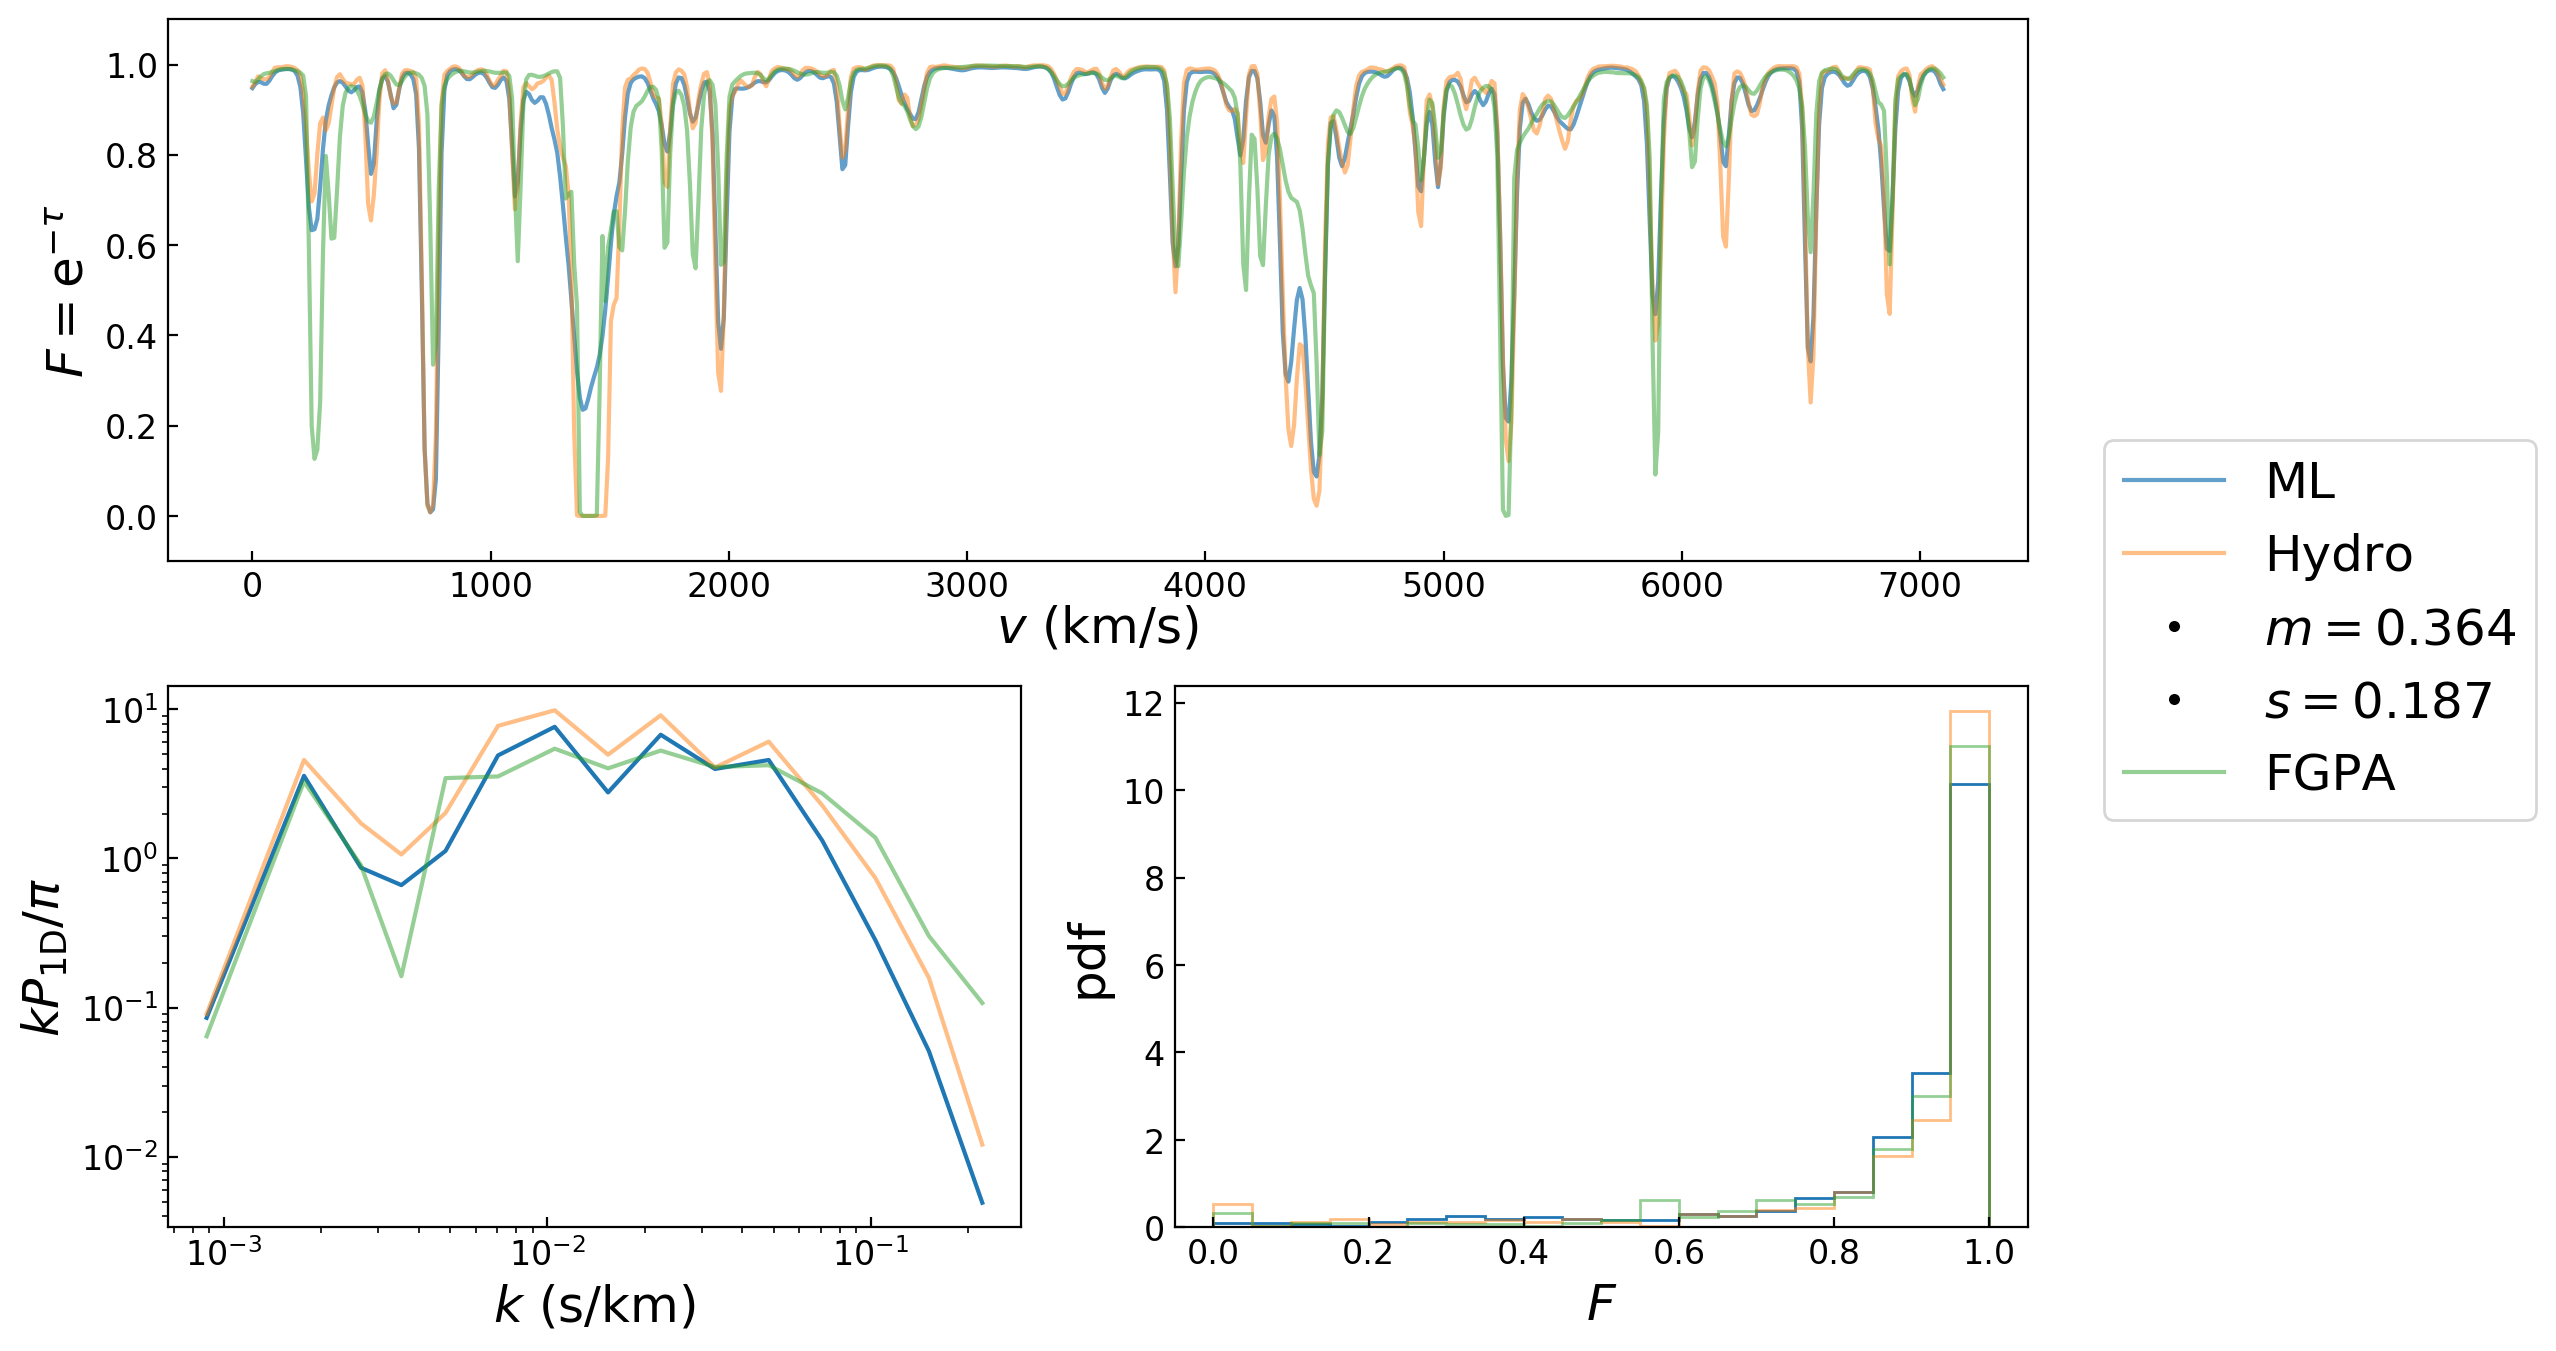 F = e^{-τ}
1.0
0.8
0.6
0.4
0.2
0.0
0 1000 2000 3000 4000 5000 6000 7000
v (km/s)
ML
Hydro
m = 0.364
s = 0.187
FGPA
kP_{1D}/π
10^1
10^0
10^{-1}
10^{-2}
10^{-3} 10^{-2} 10^{-1}
k (s/km)
pdf
12
10
8
6
4
2
0
0.0 0.2 0.4 0.6 0.8 1.0
F